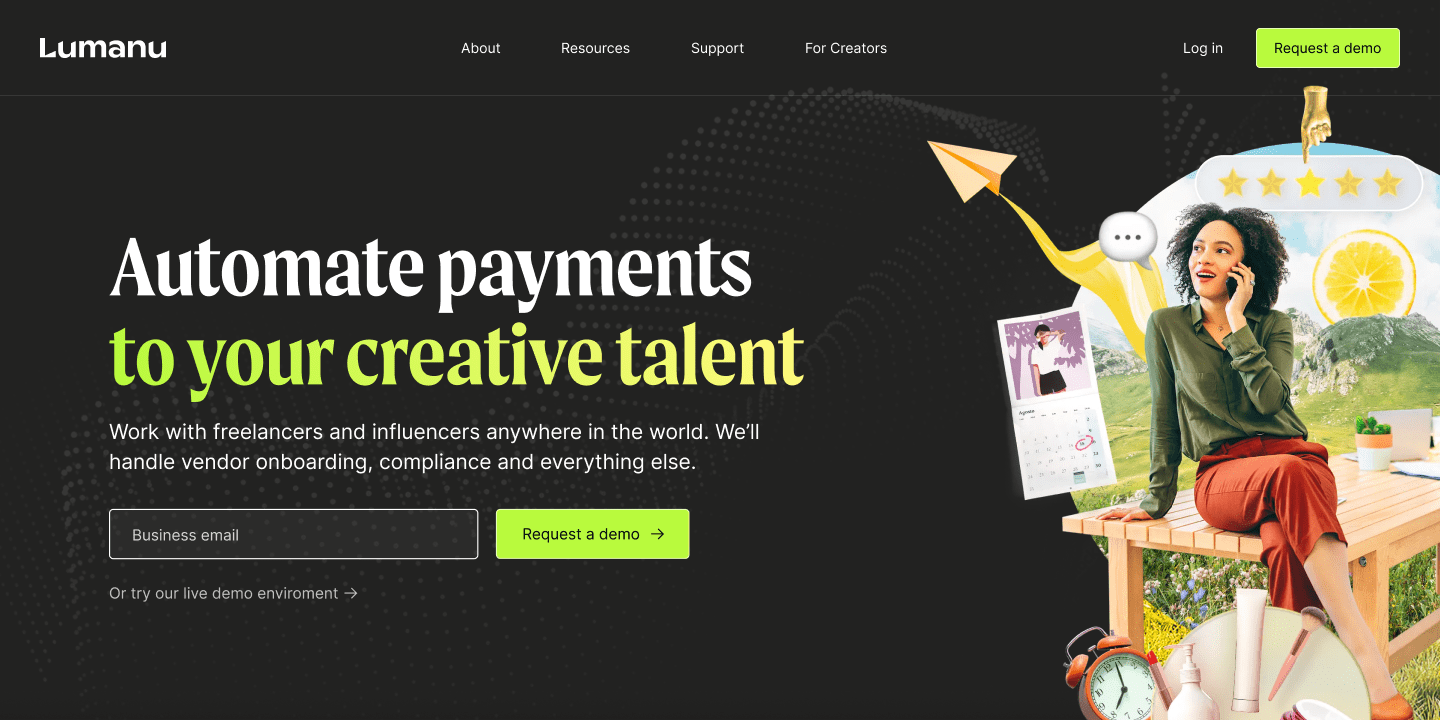 Lumanu
About
Resources
Support
For Creators
Log in
Request a demo
Automate payments
to your creative talent
Work with freelancers and influencers anywhere in the world. We’ll
handle vendor onboarding, compliance and everything else.
Business email
Request a demo →
Or try our live demo enviroment →
Agosto